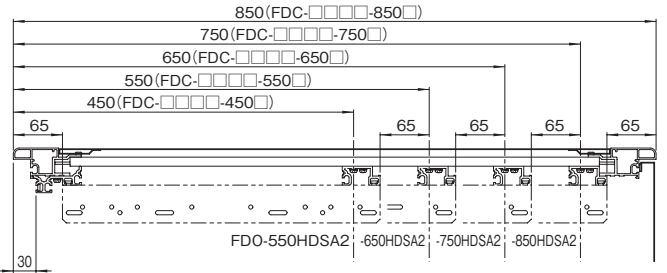 850(FDC-□□□□-850□)
750(FDC-□□□□-750□)
650(FDC-□□□□-650□)
550(FDC-□□□□-550□)
450(FDC-□□□□-450□)
65 65 65 65 65
FDO-550HDSA2 -650HDSA2 -750HDSA2 -850HDSA2
30